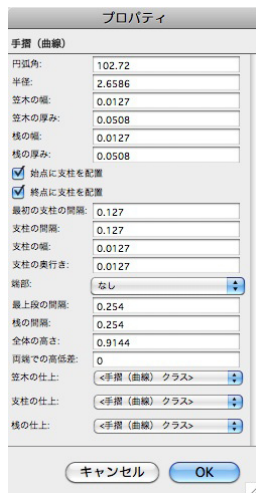 プロパティ
手摺（曲線）
円弧角: 102.72
半径: 2.6586
笠木の幅: 0.0127
笠木の厚み: 0.0508
桟の幅: 0.0127
桟の厚み: 0.0508
始点に支柱を配置
終点に支柱を配置
最初の支柱の間隔: 0.127
支柱の間隔: 0.127
支柱の幅: 0.0127
支柱の奥行き: 0.0127
端部: なし
最上段の間隔: 0.254
桟の間隔: 0.254
全体の高さ: 0.9144
両端での高低差: 0
笠木の仕上: <手摺（曲線） クラス>
支柱の仕上: <手摺（曲線） クラス>
桟の仕上: <手摺（曲線） クラス>
キャンセル OK